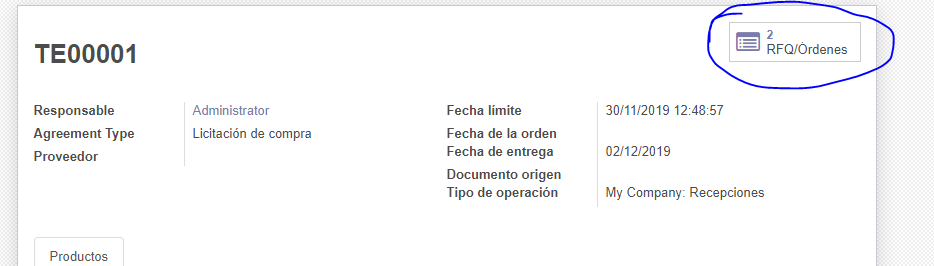 TE00001
2
RFQ/Órdenes
Responsable Administrator
Agreement Type Licitación de compra
Proveedor
Fecha límite 30/11/2019 12:48:57
Fecha de la orden
Fecha de entrega 02/12/2019
Documento origen
Tipo de operación My Company: Recepciones
Productos